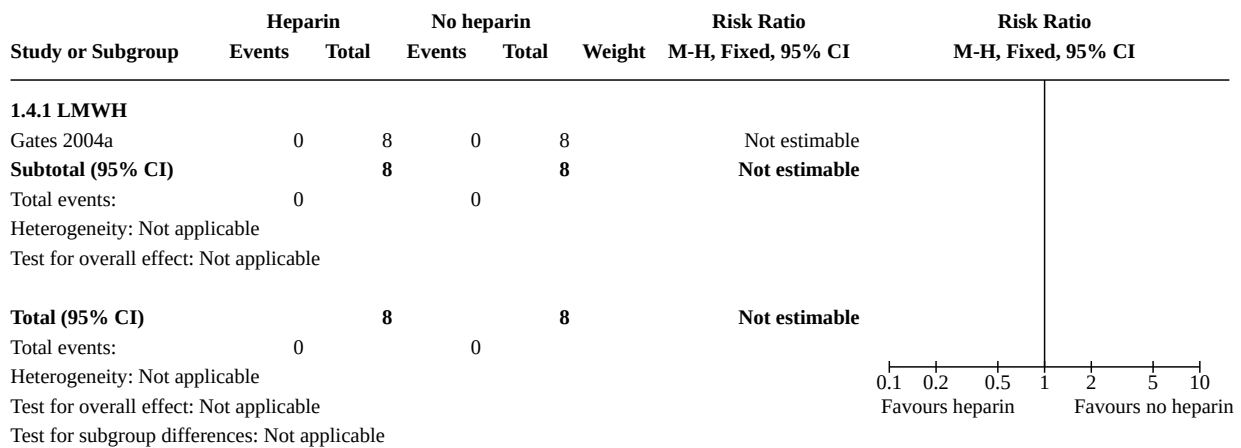 Heparin No heparin Risk Ratio Risk Ratio
Study or Subgroup Events Total Events Total Weight M-H, Fixed, 95% CI M-H, Fixed, 95% CI
1.4.1 LMWH
Gates 2004a 0 8 0 8 Not estimable
Subtotal (95% CI) 8 8 Not estimable
Total events: 0 0
Heterogeneity: Not applicable
Test for overall effect: Not applicable
Total (95% CI) 8 8 Not estimable
Total events: 0 0
Heterogeneity: Not applicable
0.1 0.2 0.5 1 2 5 10
Test for overall effect: Not applicable Favours heparin Favours no heparin
Test for subgroup differences: Not applicable